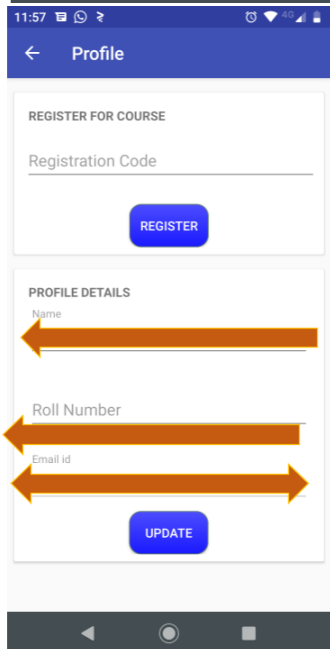 11:57
4G
Profile
REGISTER FOR COURSE
Registration Code
REGISTER
PROFILE DETAILS
Name
Roll Number
Email id
UPDATE